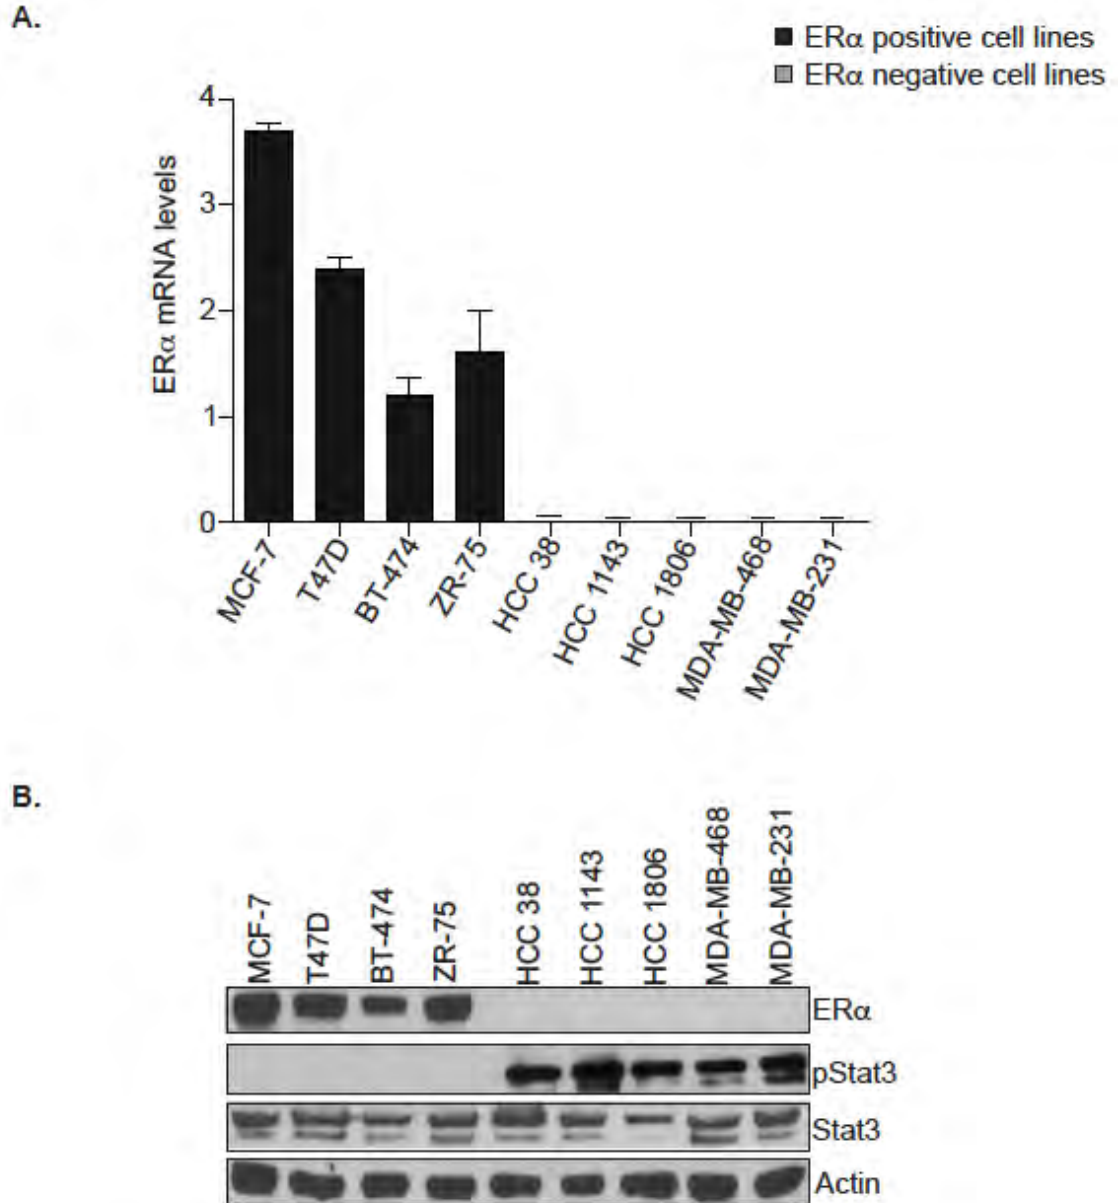 A.
ERα positive cell lines
ERα negative cell lines
4
3
2
1
0
ERα mRNA levels
MCF-7
T47D
BT-474
ZR-75
HCC 38
HCC 1143
HCC 1806
MDA-MB-468
MDA-MB-231
B.
MCF-7
T47D
BT-474
ZR-75
HCC 38
HCC 1143
HCC 1806
MDA-MB-468
MDA-MB-231
ERα
pStat3
Stat3
Actin